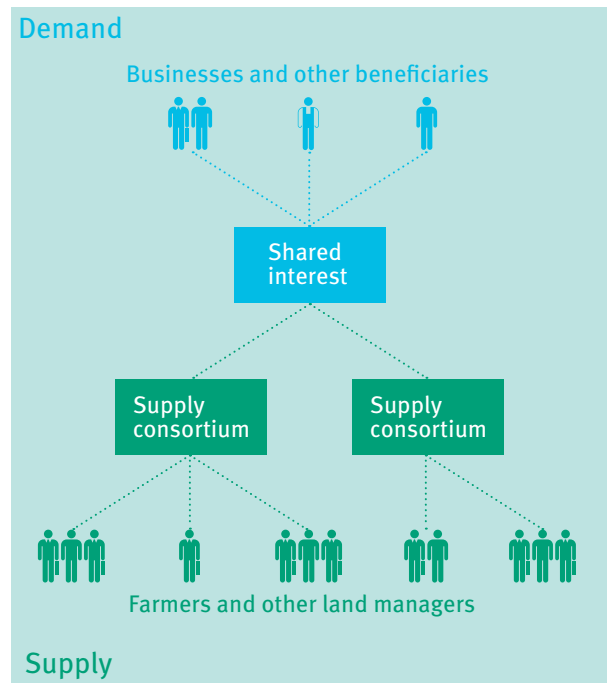 Demand
Businesses and other beneficiaries
Shared
interest
Supply
consortium
Supply
consortium
Farmers and other land managers
Supply